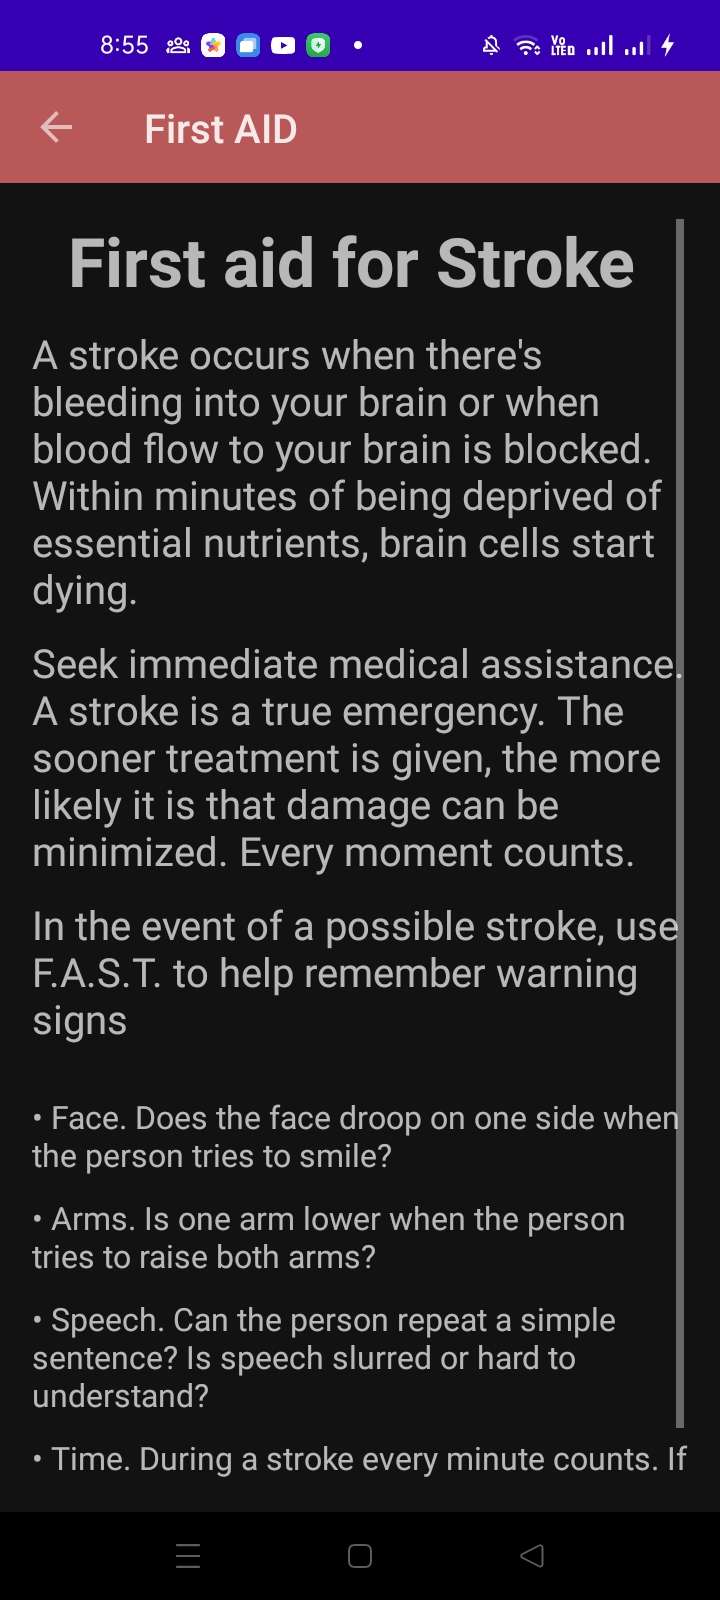 8:55
VoLTED
First AID
First aid for Stroke
A stroke occurs when there's
bleeding into your brain or when
blood flow to your brain is blocked.
Within minutes of being deprived of
essential nutrients, brain cells start
dying.
Seek immediate medical assistance.
A stroke is a true emergency. The
sooner treatment is given, the more
likely it is that damage can be
minimized. Every moment counts.
In the event of a possible stroke, use
F.A.S.T. to help remember warning
signs
• Face. Does the face droop on one side when
the person tries to smile?
• Arms. Is one arm lower when the person
tries to raise both arms?
• Speech. Can the person repeat a simple
sentence? Is speech slurred or hard to
understand?
• Time. During a stroke every minute counts. If